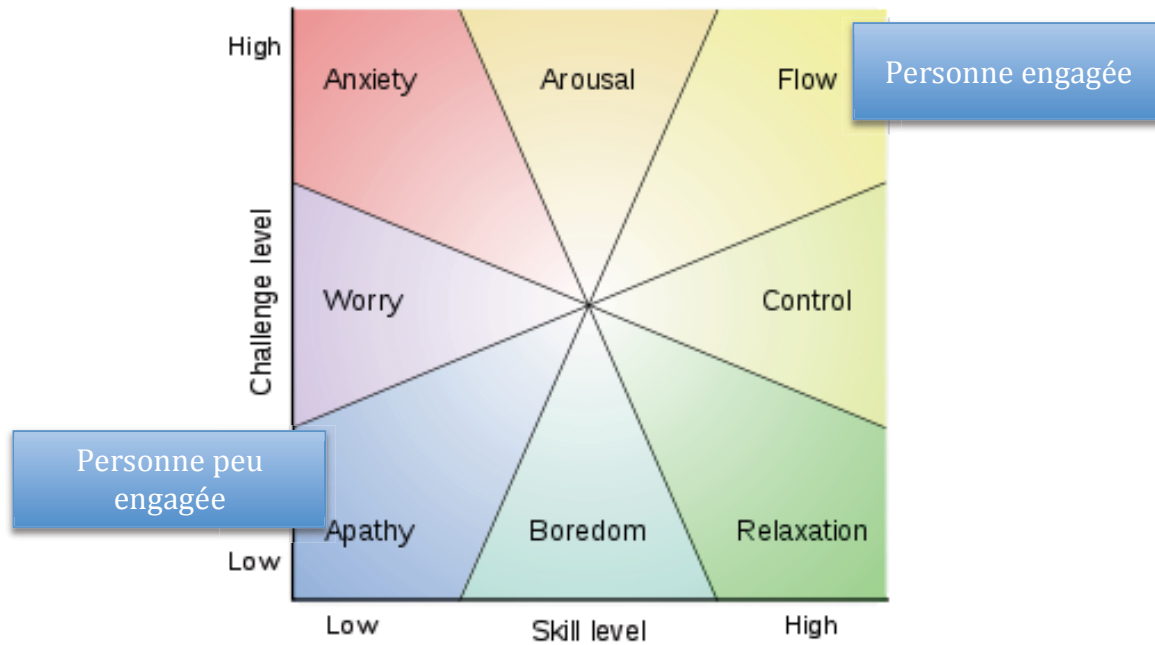 High
Anxiety
Arousal
Flow
Personne engagée
Challenge level
Worry
Control
Personne peu
engagée
Apathy
Boredom
Relaxation
Low
Low
Skill level
High